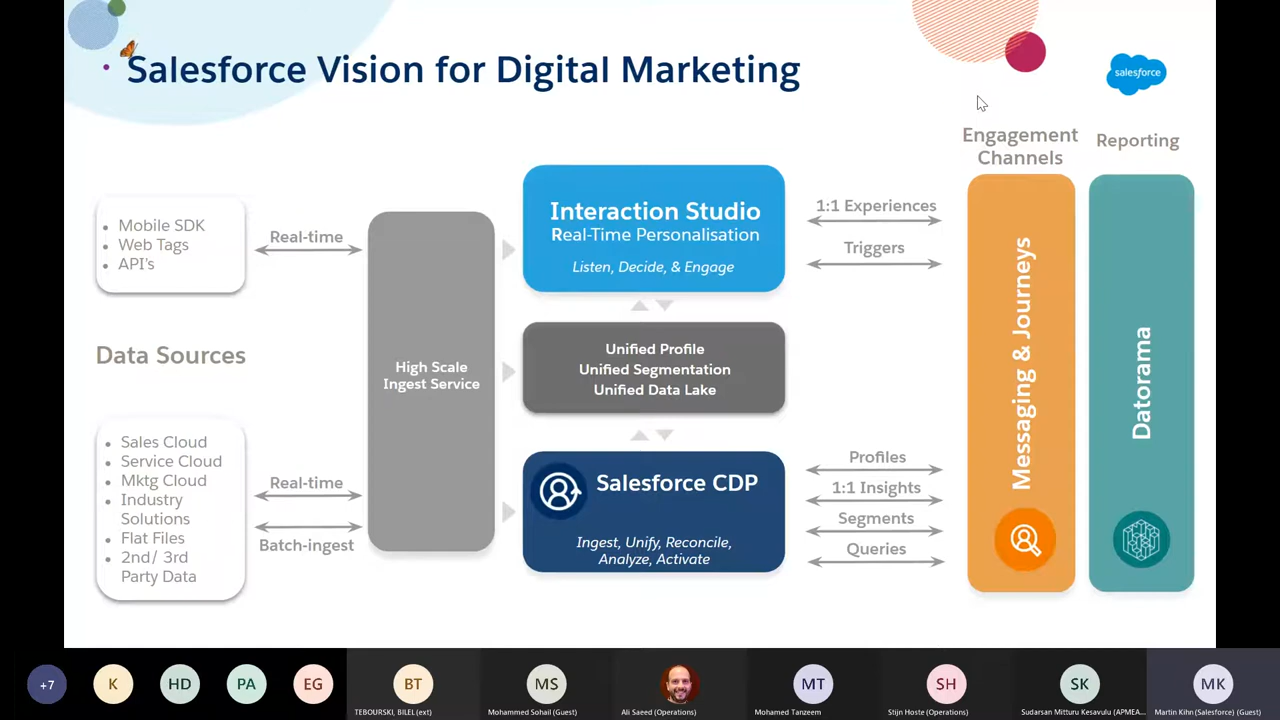 Salesforce Vision for Digital Marketing
salesforce
Engagement
Channels
Reporting
Mobile SDK
Web Tags
API's
Real-time
Data Sources
Sales Cloud
Service Cloud
Mktg Cloud
Industry
Solutions
Flat Files
2nd/ 3rd
Party Data
Real-time
Batch-ingest
High Scale
Ingest Service
Interaction Studio
Real-Time Personalisation
Listen, Decide, & Engage
Unified Profile
Unified Segmentation
Unified Data Lake
Salesforce CDP
Ingest, Unify, Reconcile,
Analyze, Activate
1:1 Experiences
Triggers
Profiles
1:1 Insights
Segments
Queries
Messaging & Journeys
Datorama
+7
K
HD
PA
EG
BT
TEBOURSKI, BILEL (ext)
MS
Mohammed Sohail (Guest)
Ali Saeed (Operations)
MT
Mohamed Tanzeem
SH
Stijn Hoste (Operations)
SK
Sudarsan Mitturu Kesavulu (APMEA...
MK
Martin Kihn (Salesforce) (Guest)